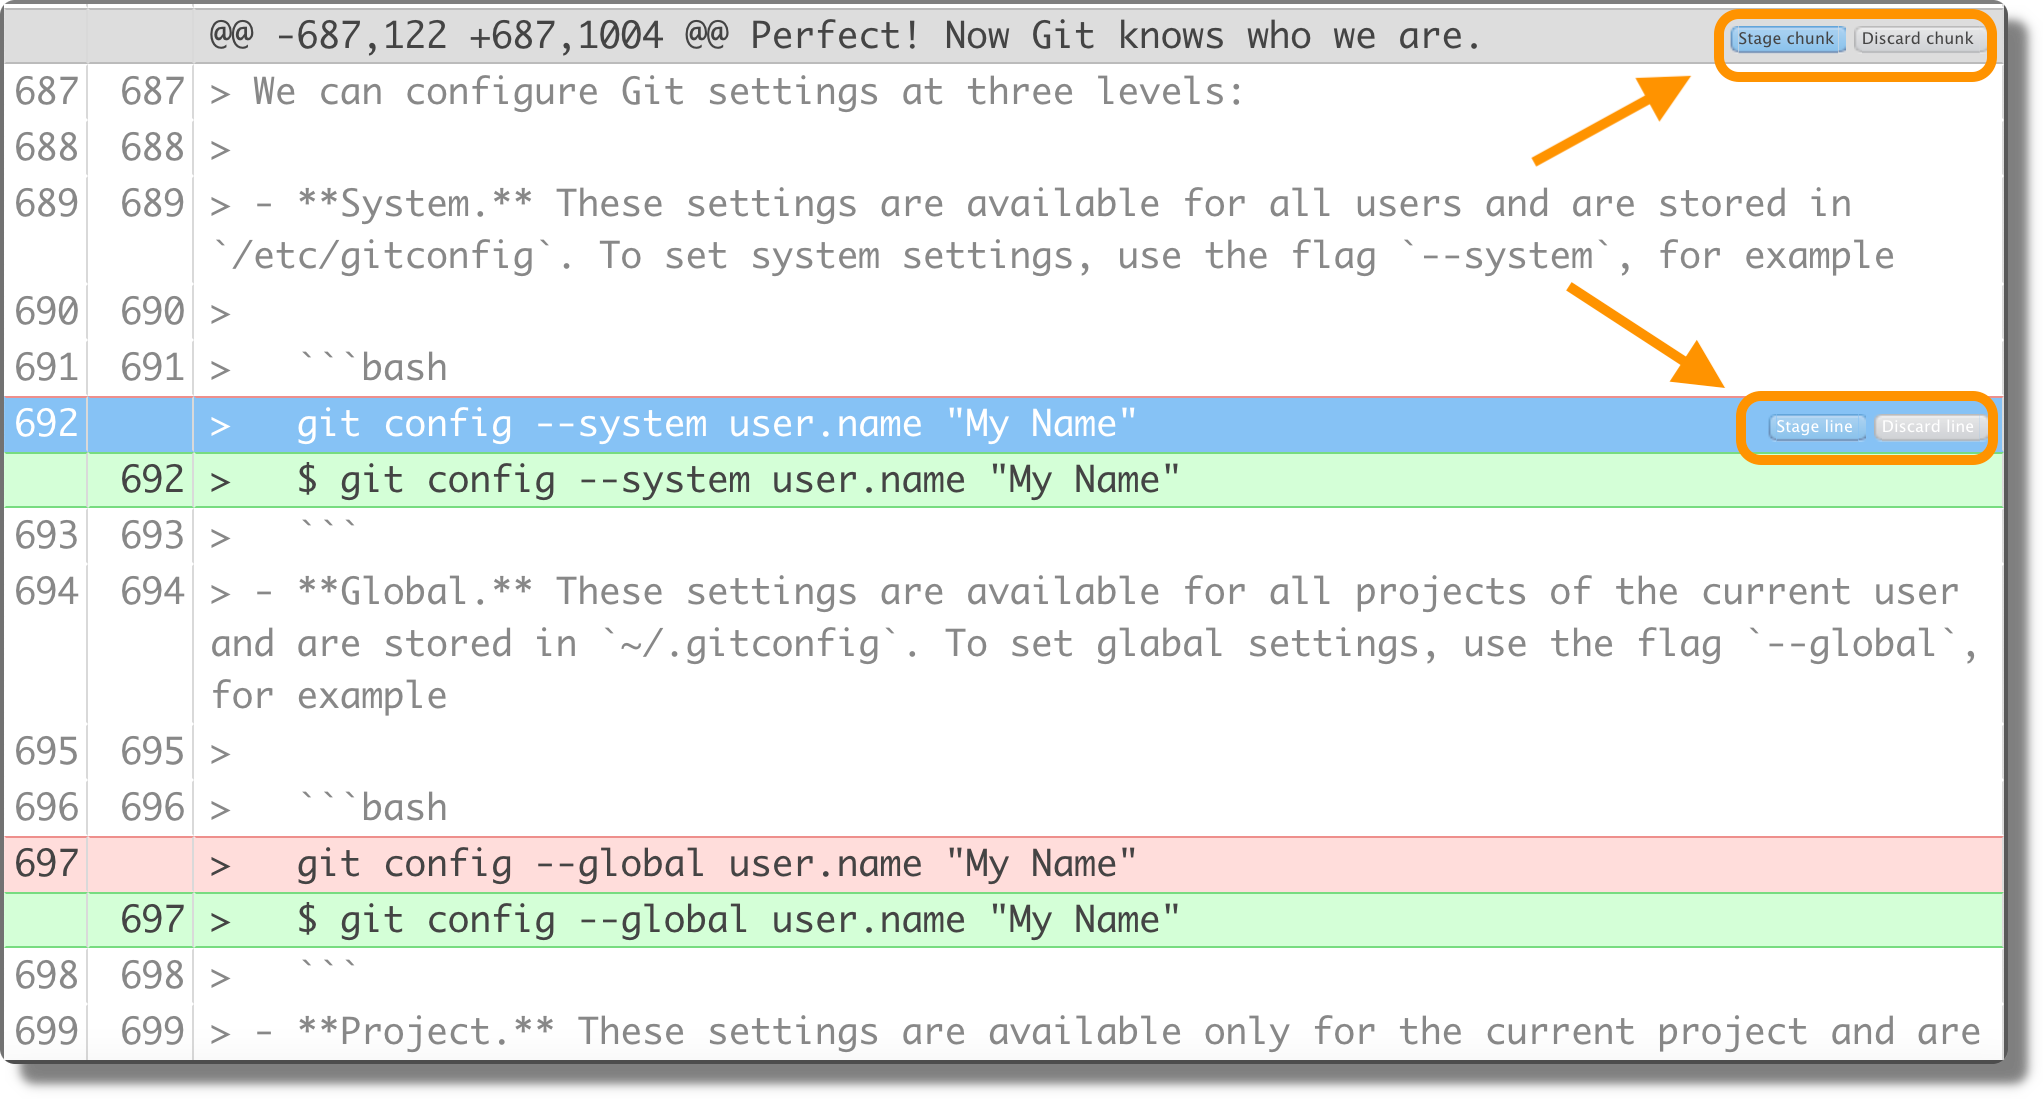 @@ -687,122 +687,1004 @@ Perfect! Now Git knows who we are. Stage chunk Discard chunk
687 687 > We can configure Git settings at three levels:
688 688 >
689 689 > - **System.** These settings are available for all users and are stored in
`/etc/gitconfig`. To set system settings, use the flag `--system`, for example
690 690 >
691 691 > ```bash
692 > git config --system user.name "My Name" Stage line Discard line
692 > $ git config --system user.name "My Name"
693 693 > ```
694 694 > - **Global.** These settings are available for all projects of the current user
and are stored in `~/.gitconfig`. To set glabal settings, use the flag `--global`,
for example
695 695 >
696 696 > ```bash
697 > git config --global user.name "My Name"
697 > $ git config --global user.name "My Name"
698 698 > ```
699 699 > - **Project.** These settings are available only for the current project and are